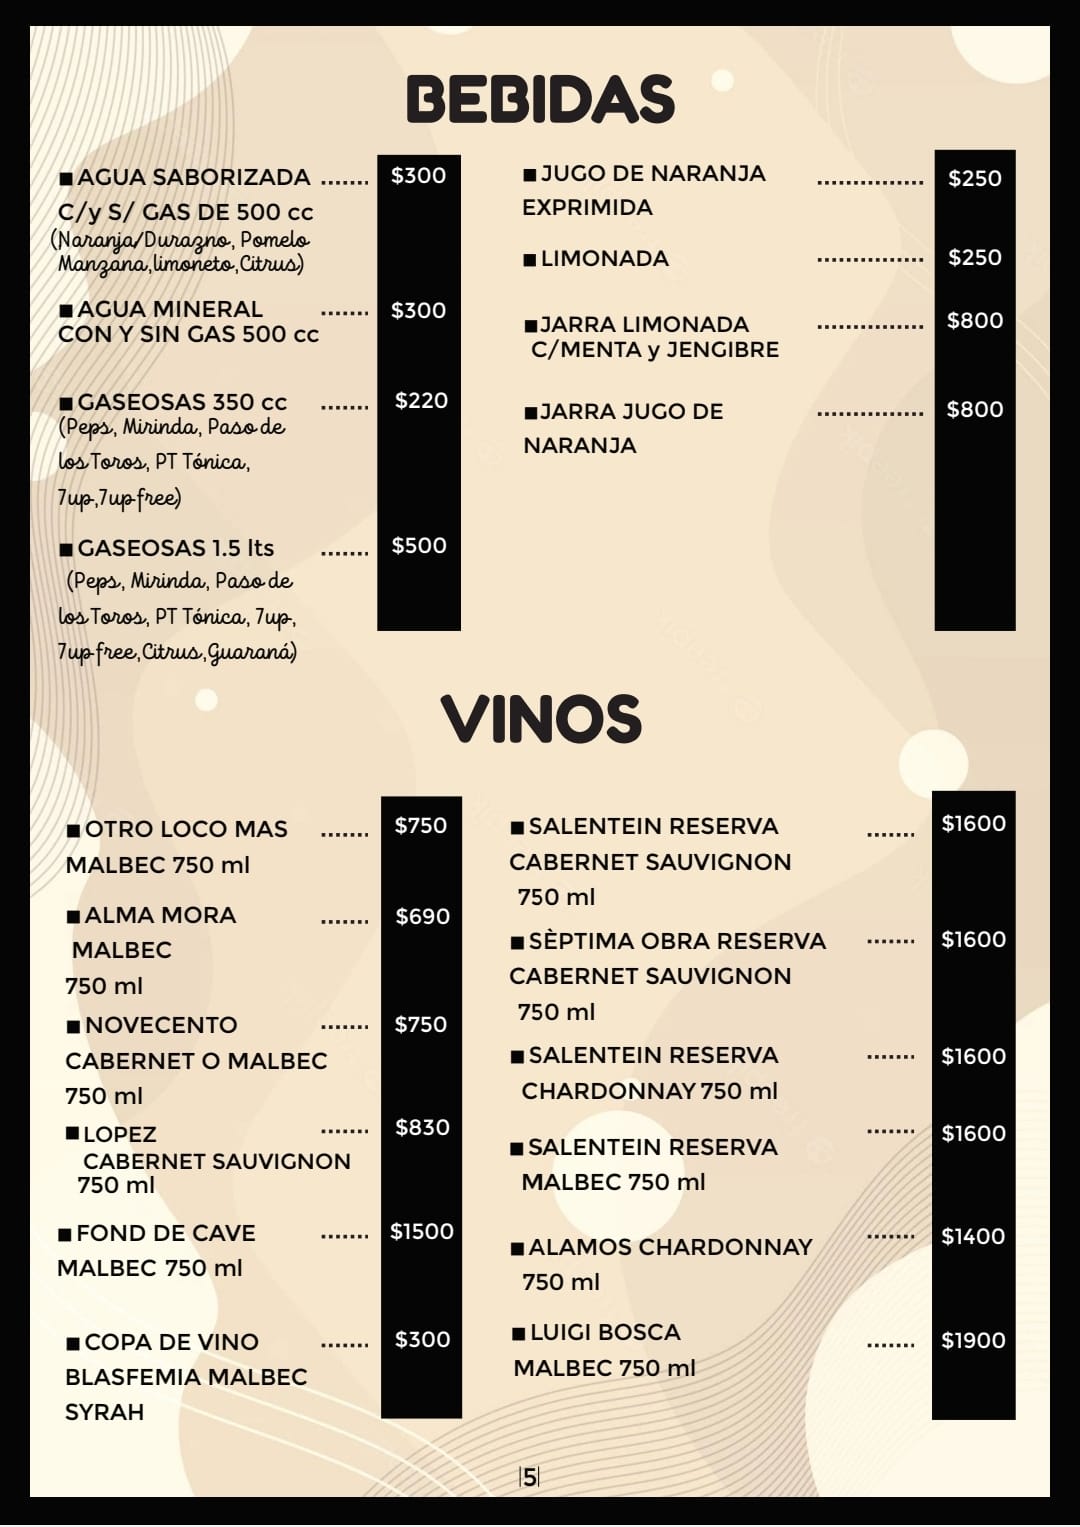 BEBIDAS
■ AGUA SABORIZADA ....... $300
C/y S/ GAS DE 500 cc
(Naranja/Durazno, Pomelo
Manzana,limoneto,Citrus)
■ AGUA MINERAL ....... $300
CON Y SIN GAS 500 cc
■ GASEOSAS 350 cc ....... $220
(Peps, Mirinda, Paso de
los Toros, PT Tónica,
7up,7up free)
■ GASEOSAS 1.5 lts ....... $500
(Peps, Mirinda, Paso de
los Toros, PT Tónica, 7up,
7up free,Citrus,Guaraná)
■ JUGO DE NARANJA ................ $250
EXPRIMIDA
■ LIMONADA ................ $250
■JARRA LIMONADA ................ $800
C/MENTA y JENGIBRE
■JARRA JUGO DE ................ $800
NARANJA
VINOS
■ OTRO LOCO MAS ....... $750
MALBEC 750 ml
■ ALMA MORA ....... $690
MALBEC
750 ml
■ NOVECENTO ....... $750
CABERNET O MALBEC
750 ml
■ LOPEZ ....... $830
CABERNET SAUVIGNON
750 ml
■ FOND DE CAVE ....... $1500
MALBEC 750 ml
■ COPA DE VINO ....... $300
BLASFEMIA MALBEC
SYRAH
■ SALENTEIN RESERVA ....... $1600
CABERNET SAUVIGNON
750 ml
■ SÈPTIMA OBRA RESERVA ....... $1600
CABERNET SAUVIGNON
750 ml
■ SALENTEIN RESERVA ....... $1600
CHARDONNAY 750 ml
■ SALENTEIN RESERVA ....... $1600
MALBEC 750 ml
■ ALAMOS CHARDONNAY ....... $1400
750 ml
■ LUIGI BOSCA ....... $1900
MALBEC 750 ml
|5|